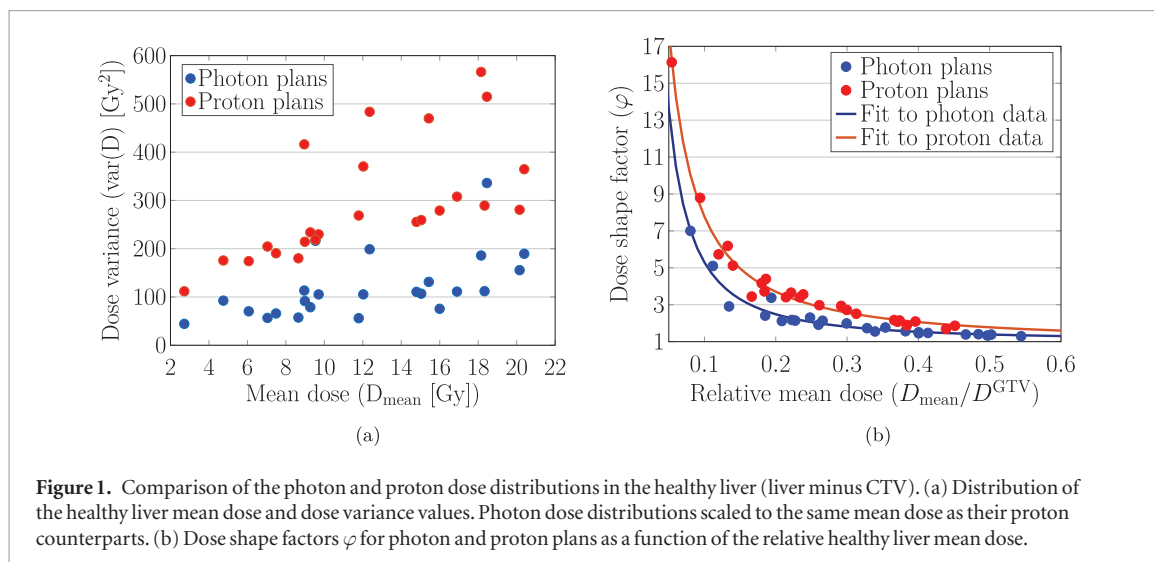 600
500
400
300
200
100
0
Dose variance (var(D) [Gy²]
Photon plans
Proton plans
2 4 6 8 10 12 14 16 18 20 22
Mean dose (D_mean [Gy])
(a)
17
15
13
11
9
7
5
3
1
Dose shape factor (φ)
Photon plans
Proton plans
Fit to photon data
Fit to proton data
0.1 0.2 0.3 0.4 0.5 0.6
Relative mean dose (D_mean/D^GTV)
(b)
Figure 1. Comparison of the photon and proton dose distributions in the healthy liver (liver minus CTV). (a) Distribution of
the healthy liver mean dose and dose variance values. Photon dose distributions scaled to the same mean dose as their proton
counterparts. (b) Dose shape factors φ for photon and proton plans as a function of the relative healthy liver mean dose.